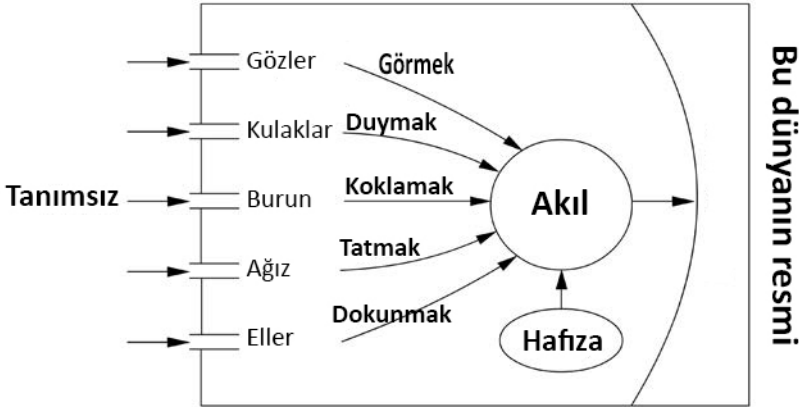 Gözler
Görmek
Kulaklar
Duymak
Tanımsız
Burun
Koklamak
Akıl
Ağız
Tatmak
Eller
Dokunmak
Hafıza
Bu dünyanın resmi